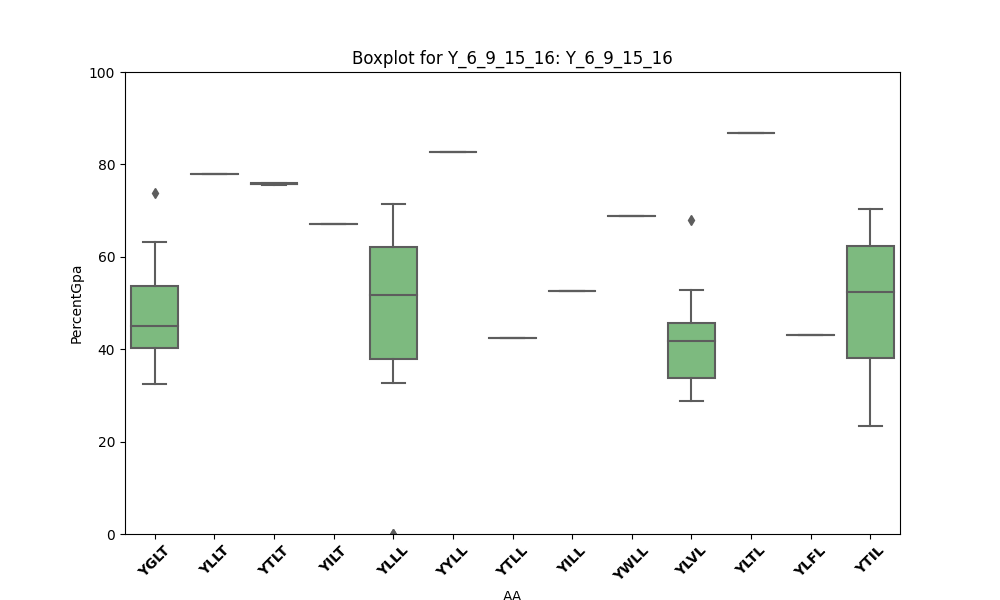 Boxplot for Y_6_9_15_16: Y_6_9_15_16
100
80
60
40
20
0
PercentGpa
YGLT YLLT YTLT YILT YLLL YYLL YTLL YILL YWLL YLVL YLTL YLFL YTIL
AA